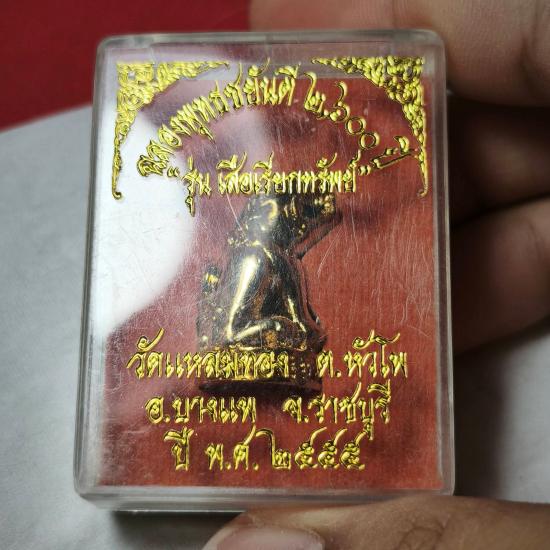 ฉลองพุทธชยันตี ๒๖๐๐ ปี
"รุ่น เสือเรียกทรัพย์"
วัดแหลมทอง ต.หัวโพ
อ.บางแพ จ.ราชบุรี
ปี พ.ศ. ๒๕๕๕